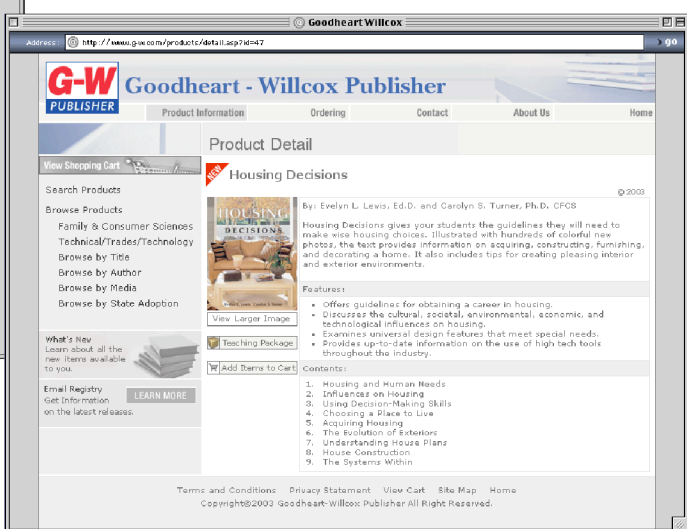 Goodheart Willcox
Address: http://www.g-w.com/products/detail.asp?id=47 go
G-W
PUBLISHER
Goodheart - Willcox Publisher
Product Information Ordering Contact About Us Home
Product Detail
View Shopping Cart
Search Products
Browse Products
Family & Consumer Sciences
Technical/Trades/Technology
Browse by Title
Browse by Author
Browse by Media
Browse by State Adoption
What's New
Learn about all the
new items available
to you.
Email Registry
Get Information
on the latest releases.
LEARN MORE
NEW
Housing Decisions
© 2003
HOUSING
DECISIONS
View Larger Image
Teaching Package
Add Items to Cart
By: Evelyn L. Lewis, Ed.D. and Carolyn S. Turner, Ph.D. CFCS
Housing Decisions gives your students the guidelines they will need to
make wise housing choices. Illustrated with hundreds of colorful new
photos, the text provides information on acquiring, constructing, furnishing,
and decorating a home. It also includes tips for creating pleasing interior
and exterior environments.
Features:
• Offers guidelines for obtaining a career in housing.
• Discusses the cultural, societal, environmental, economic, and
technological influences on housing.
• Examines universal design features that meet special needs.
• Provides up-to-date information on the use of high tech tools
throughout the industry.
Contents:
1. Housing and Human Needs
2. Influences on Housing
3. Using Decision-Making Skills
4. Choosing a Place to Live
5. Acquiring Housing
6. The Evolution of Exteriors
7. Understanding House Plans
8. House Construction
9. The Systems Within
Terms and Conditions Privacy Statement View Cart Site Map Home
Copyright©2003 Goodheart-Willcox Publisher All Right Reserved.